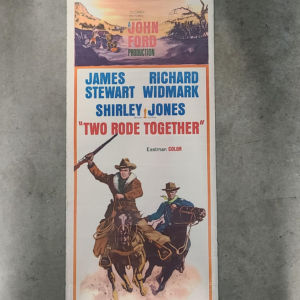 A
JOHN
FORD
PRODUCTION
JAMES RICHARD
STEWART WIDMARK
SHIRLEY JONES
"TWO RODE TOGETHER"
Eastman COLOR